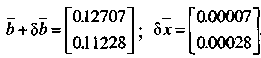 b̅ + δb̅ = [0.12707 0.11228] ; δx̅ = [0.00007 0.00028]